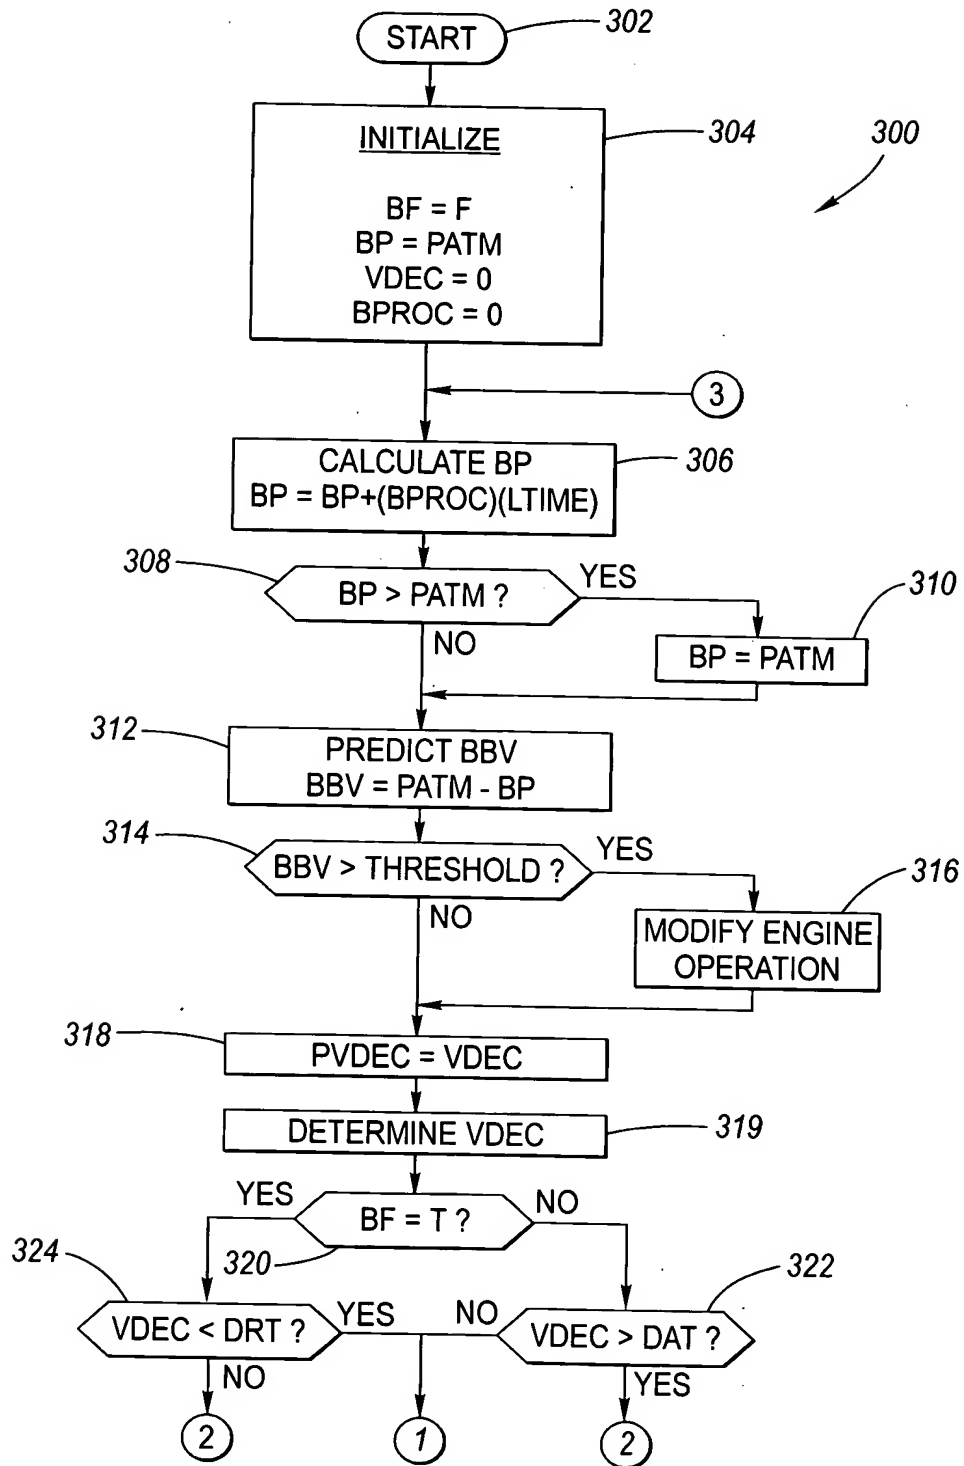 START
302
INITIALIZE
304
300
BF = F
BP = PATM
VDEC = 0
BPROC = 0
3
CALCULATE BP
306
BP = BP+(BPROC)(LTIME)
308
BP > PATM ?
YES
310
NO
BP = PATM
312
PREDICT BBV
BBV = PATM - BP
314
BBV > THRESHOLD ?
YES
316
NO
MODIFY ENGINE
OPERATION
318
PVDEC = VDEC
DETERMINE VDEC
319
YES
BF = T ?
NO
320
324
322
VDEC < DRT ?
YES
NO
VDEC > DAT ?
NO
YES
2
1
2